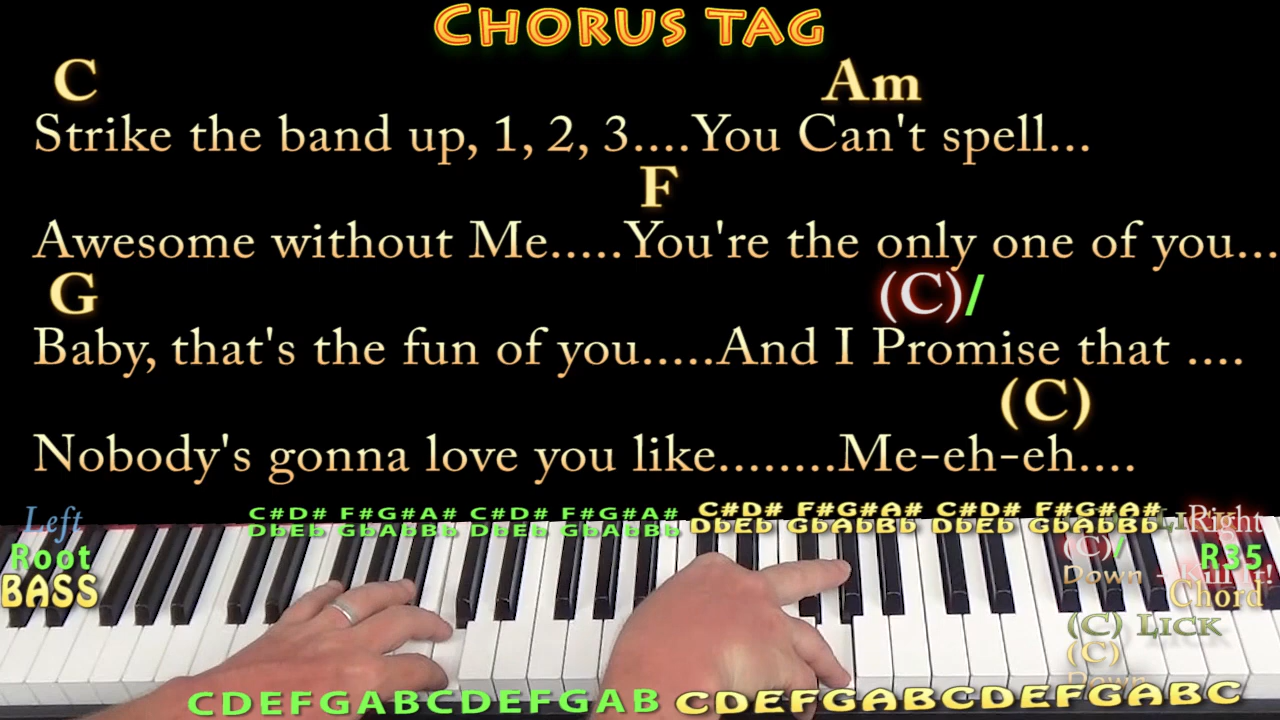 CHORUS TAG
C Am
Strike the band up, 1, 2, 3....You Can't spell...
F
Awesome without Me.....You're the only one of you...
G (C)/
Baby, that's the fun of you.....And I Promise that ....
(C)
Nobody's gonna love you like........Me-eh-eh....
C#D# F#G#A# C#D# F#G#A# C#D# F#G#A# C#D# F#G#A#
DbEb GbAbBb DbEb GbAbBb DbEb GbAbBb DbEb GbAbBb
Left Right
Root (C)/ R35
BASS Down Chord
(C) LICK
(C)
Down
CDEFGABCDEFGAB CDEFGABCDEFGABC